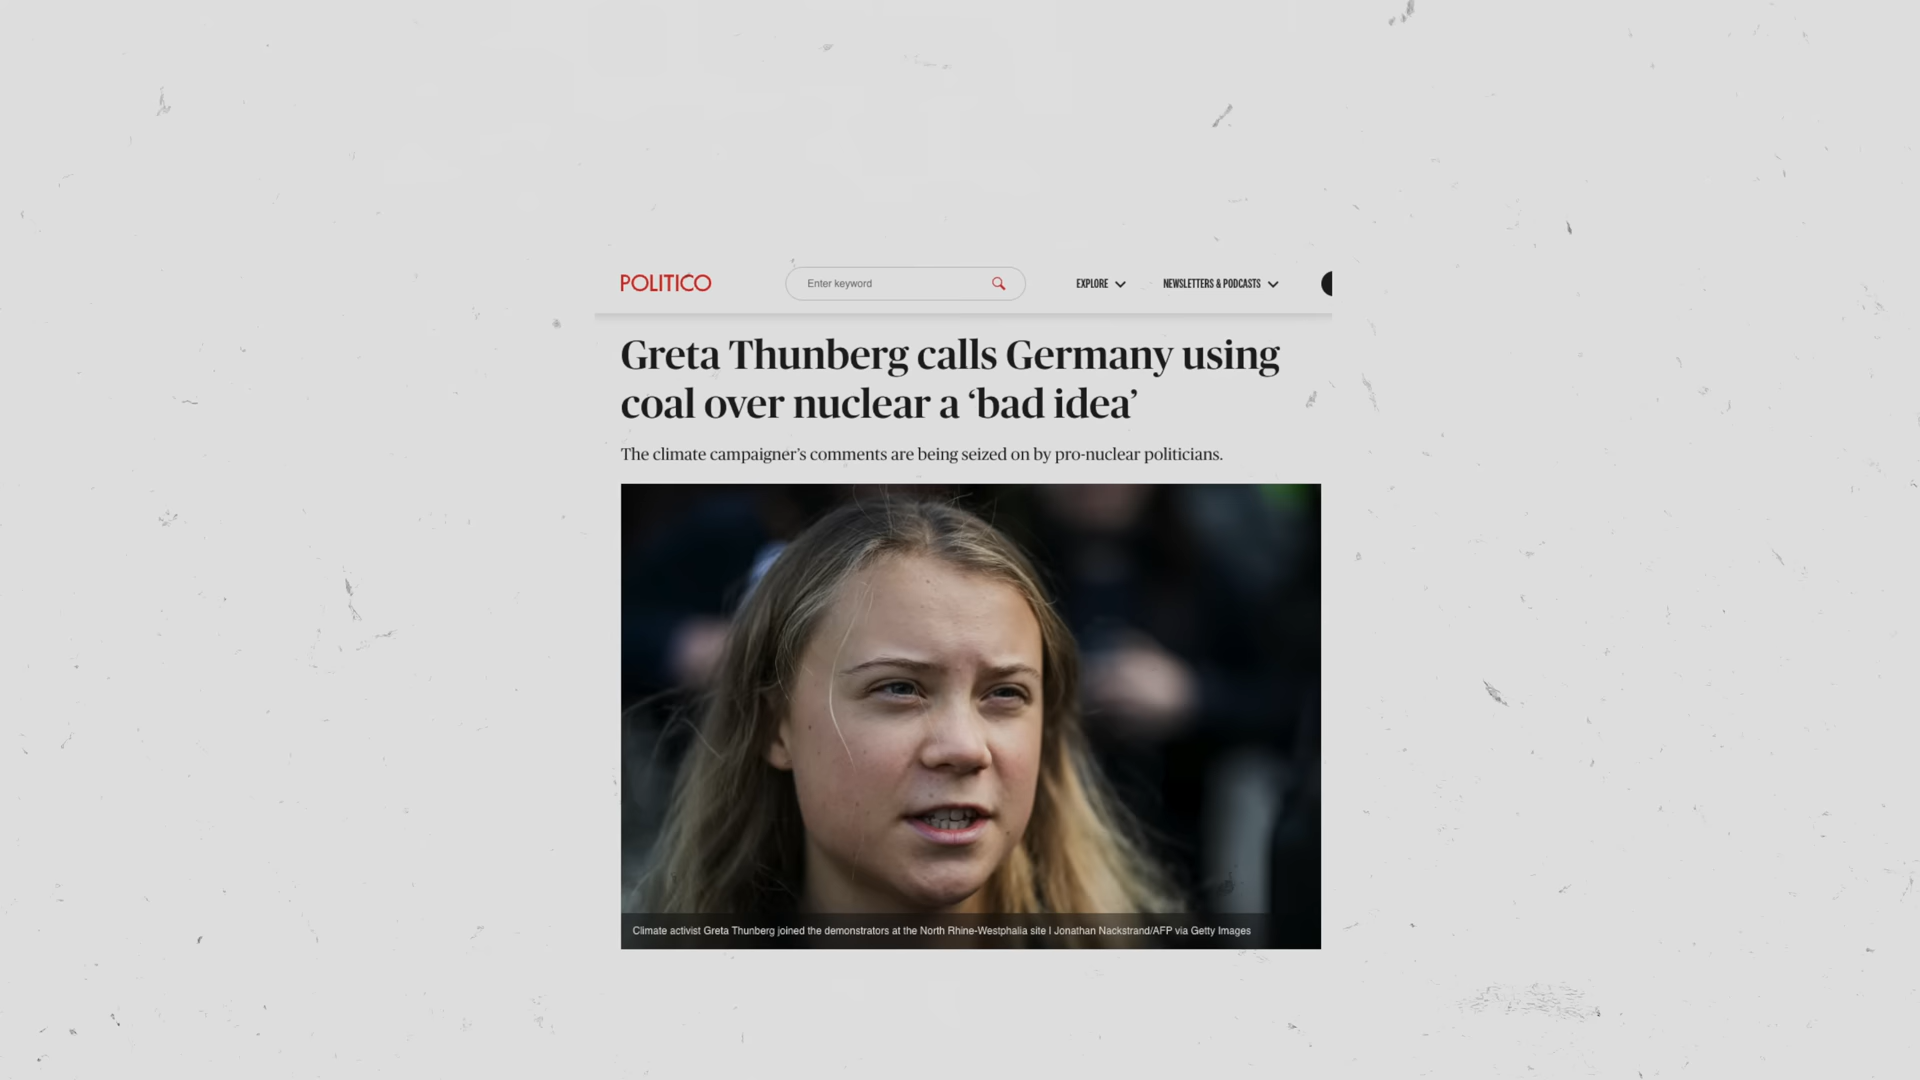 POLITICO
Enter keyword
EXPLORE
NEWSLETTERS & PODCASTS
Greta Thunberg calls Germany using
coal over nuclear a ‘bad idea’
The climate campaigner’s comments are being seized on by pro-nuclear politicians.
Climate activist Greta Thunberg joined the demonstrators at the North Rhine-Westphalia site | Jonathan Nackstrand/AFP via Getty Images